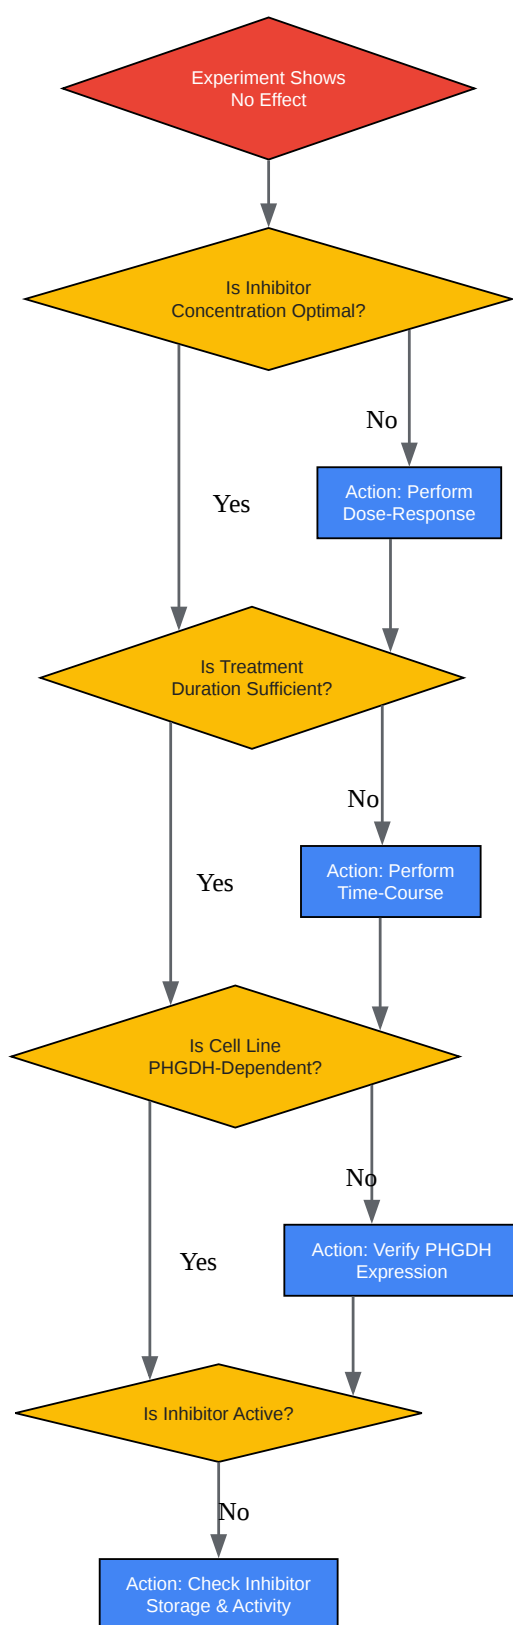 Experiment Shows
No Effect
Is Inhibitor
Concentration Optimal?
No
Action: Perform
Dose-Response
Yes
Is Treatment
Duration Sufficient?
No
Action: Perform
Time-Course
Yes
Is Cell Line
PHGDH-Dependent?
No
Action: Verify PHGDH
Expression
Yes
Is Inhibitor Active?
No
Action: Check Inhibitor
Storage & Activity